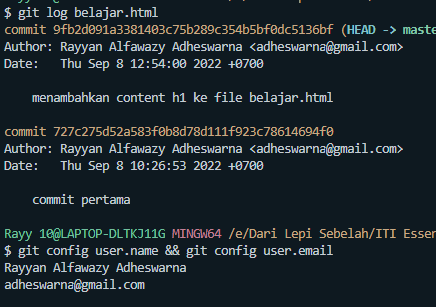 $ git log belajar.html
commit 9fb2d091a3381403c75b289c354b5bf0dc5136bf (HEAD -> maste
Author: Rayyan Alfawazy Adheswarna <adheswarna@gmail.com>
Date: Thu Sep 8 12:54:00 2022 +0700
menambahkan content h1 ke file belajar.html
commit 727c275d52a583f0b8d78d111f923c78614694f0
Author: Rayyan Alfawazy Adheswarna <adheswarna@gmail.com>
Date: Thu Sep 8 10:26:53 2022 +0700
commit pertama
Rayy 10@LAPTOP-DLTKJ11G MINGW64 /e/Dari Lepi Sebelah/ITI Esser
$ git config user.name && git config user.email
Rayyan Alfawazy Adheswarna
adheswarna@gmail.com